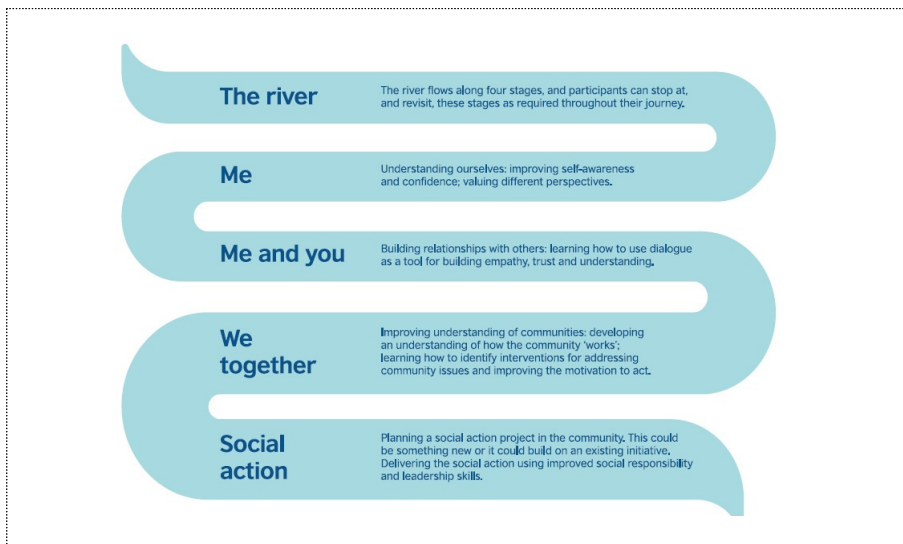 The river
The river flows along four stages, and participants can stop at,
and revisit, these stages as required throughout their journey.
Me
Understanding ourselves: improving self-awareness
and confidence; valuing different perspectives.
Me and you
Building relationships with others: learning how to use dialogue
as a tool for building empathy, trust and understanding.
We
together
Improving understanding of communities: developing
an understanding of how the community ‘works’;
learning how to identify interventions for addressing
community issues and improving the motivation to act.
Social
action
Planning a social action project in the community. This could
be something new or it could build on an existing initiative.
Delivering the social action using improved social responsibility
and leadership skills.